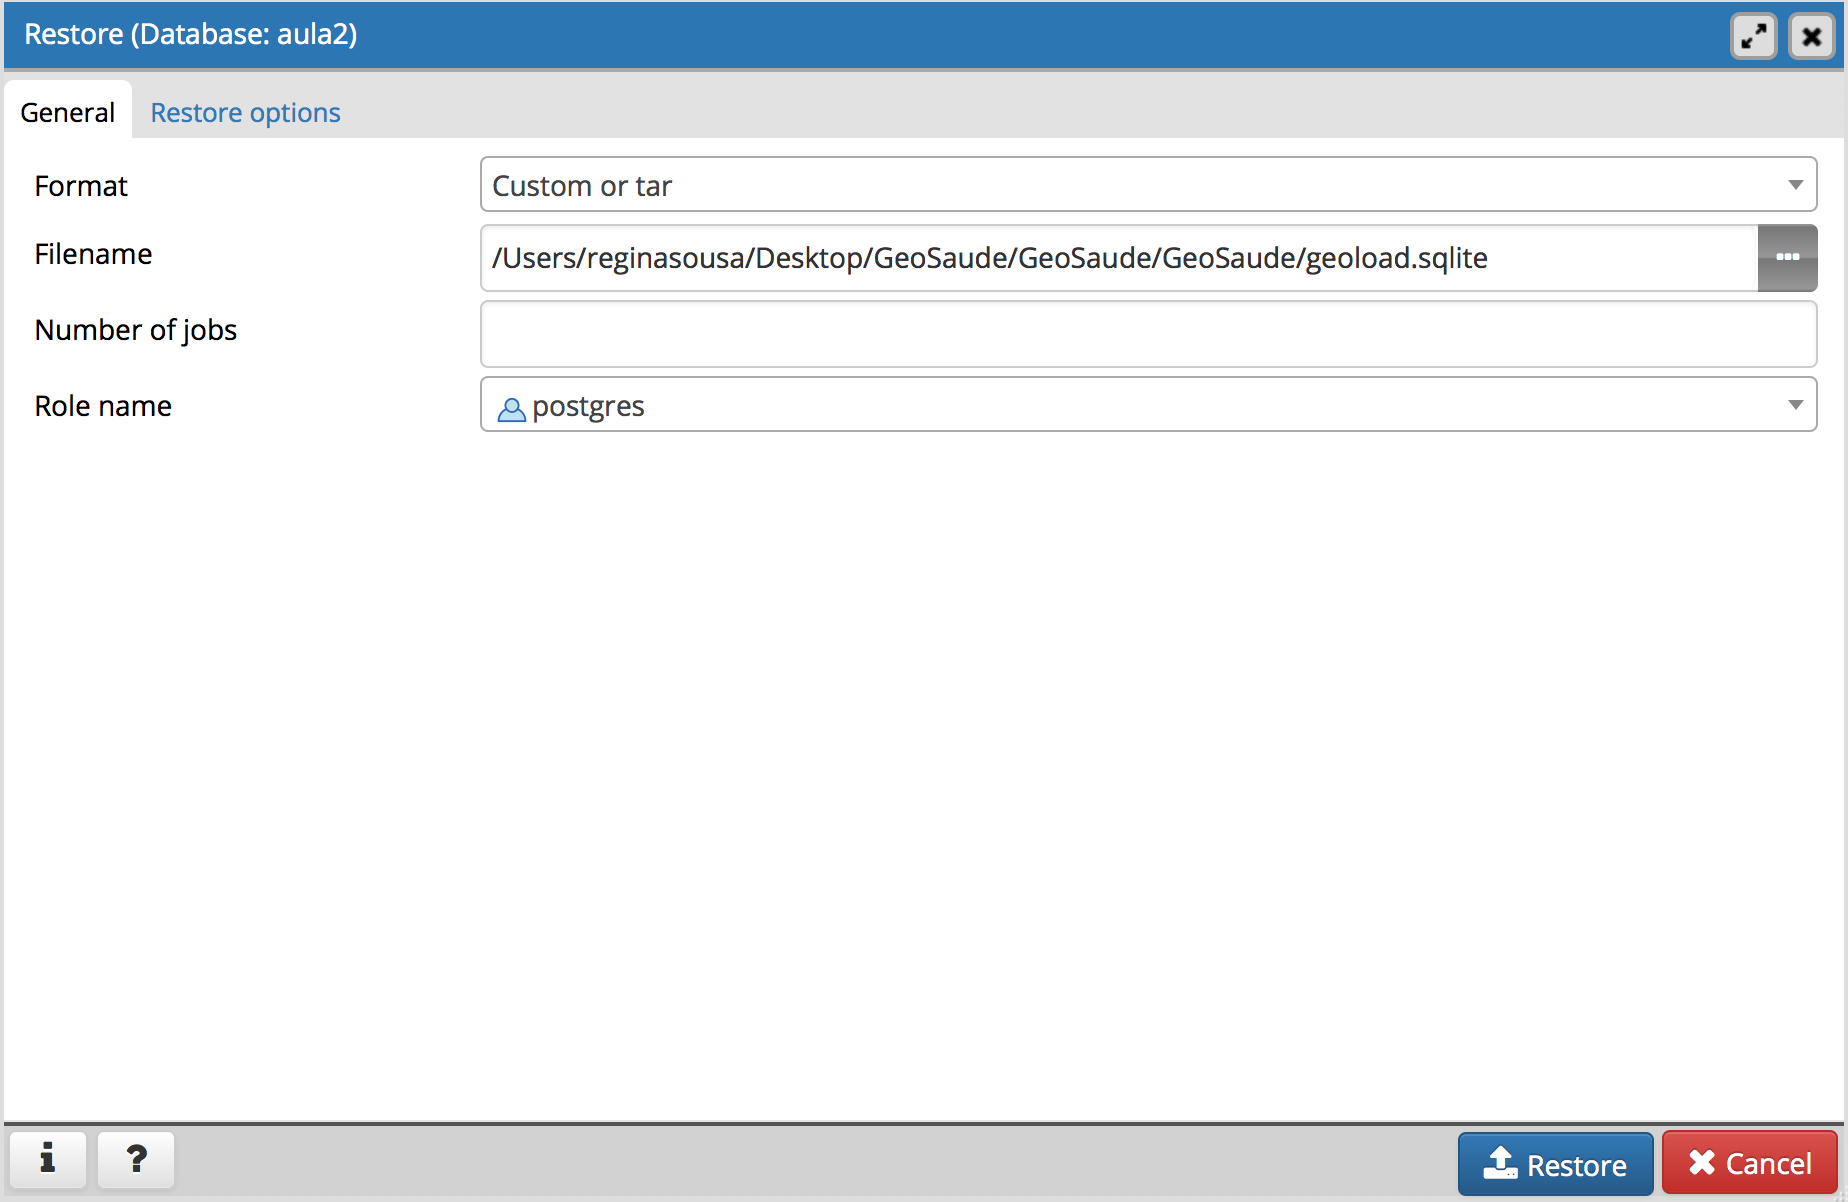 Restore (Database: aula2)
General Restore options
Format Custom or tar
Filename /Users/reginasousa/Desktop/GeoSaude/GeoSaude/GeoSaude/geoload.sqlite
Number of jobs
Role name postgres
i ? Restore Cancel